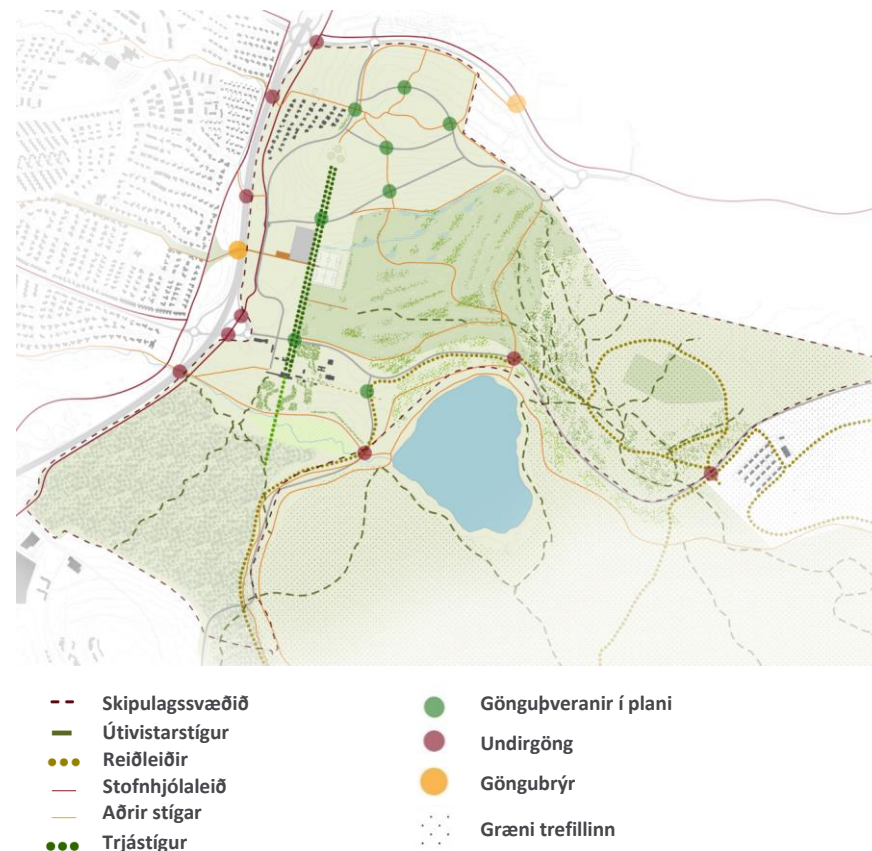 Skipulagssvæðið
Útivistarstígur
Reiðleiðir
Stofnhjólaleið
Aðrir stígar
Trjástígur
Gönguþveranir í plani
Undirgöng
Göngubrýr
Græni trefillinn